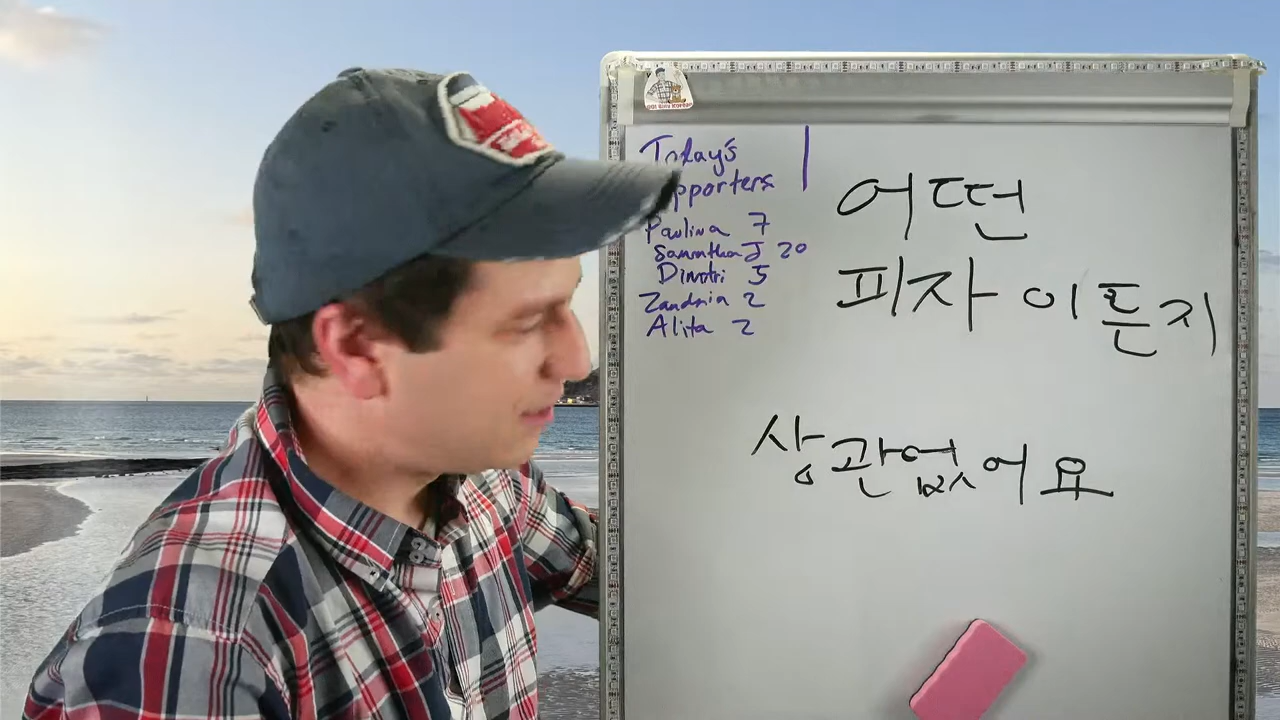 Today's
pporters
Paulina 7
Samantha J 20
Dimitri 5
2
Alita 2
어떤
피자 이든지
상관없어요